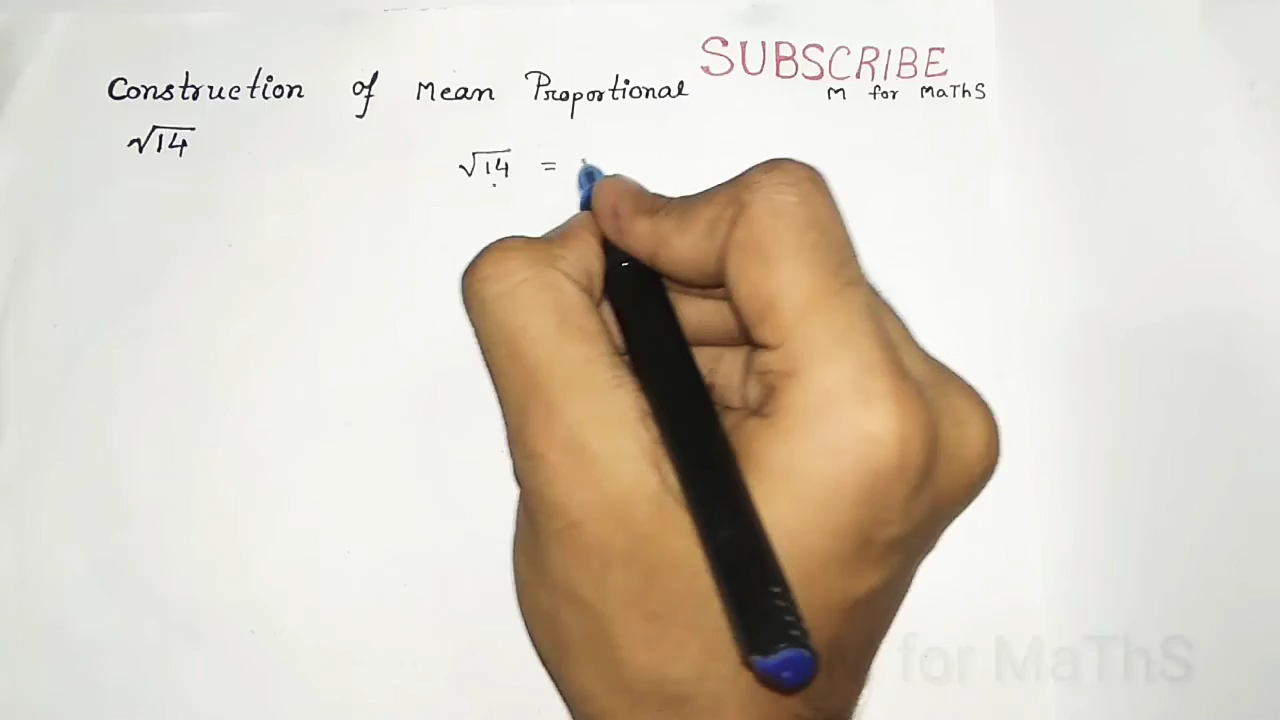 Construction of Mean Proportional
√14
SUBSCRIBE
M for MaThS
√14 =
for MaThS